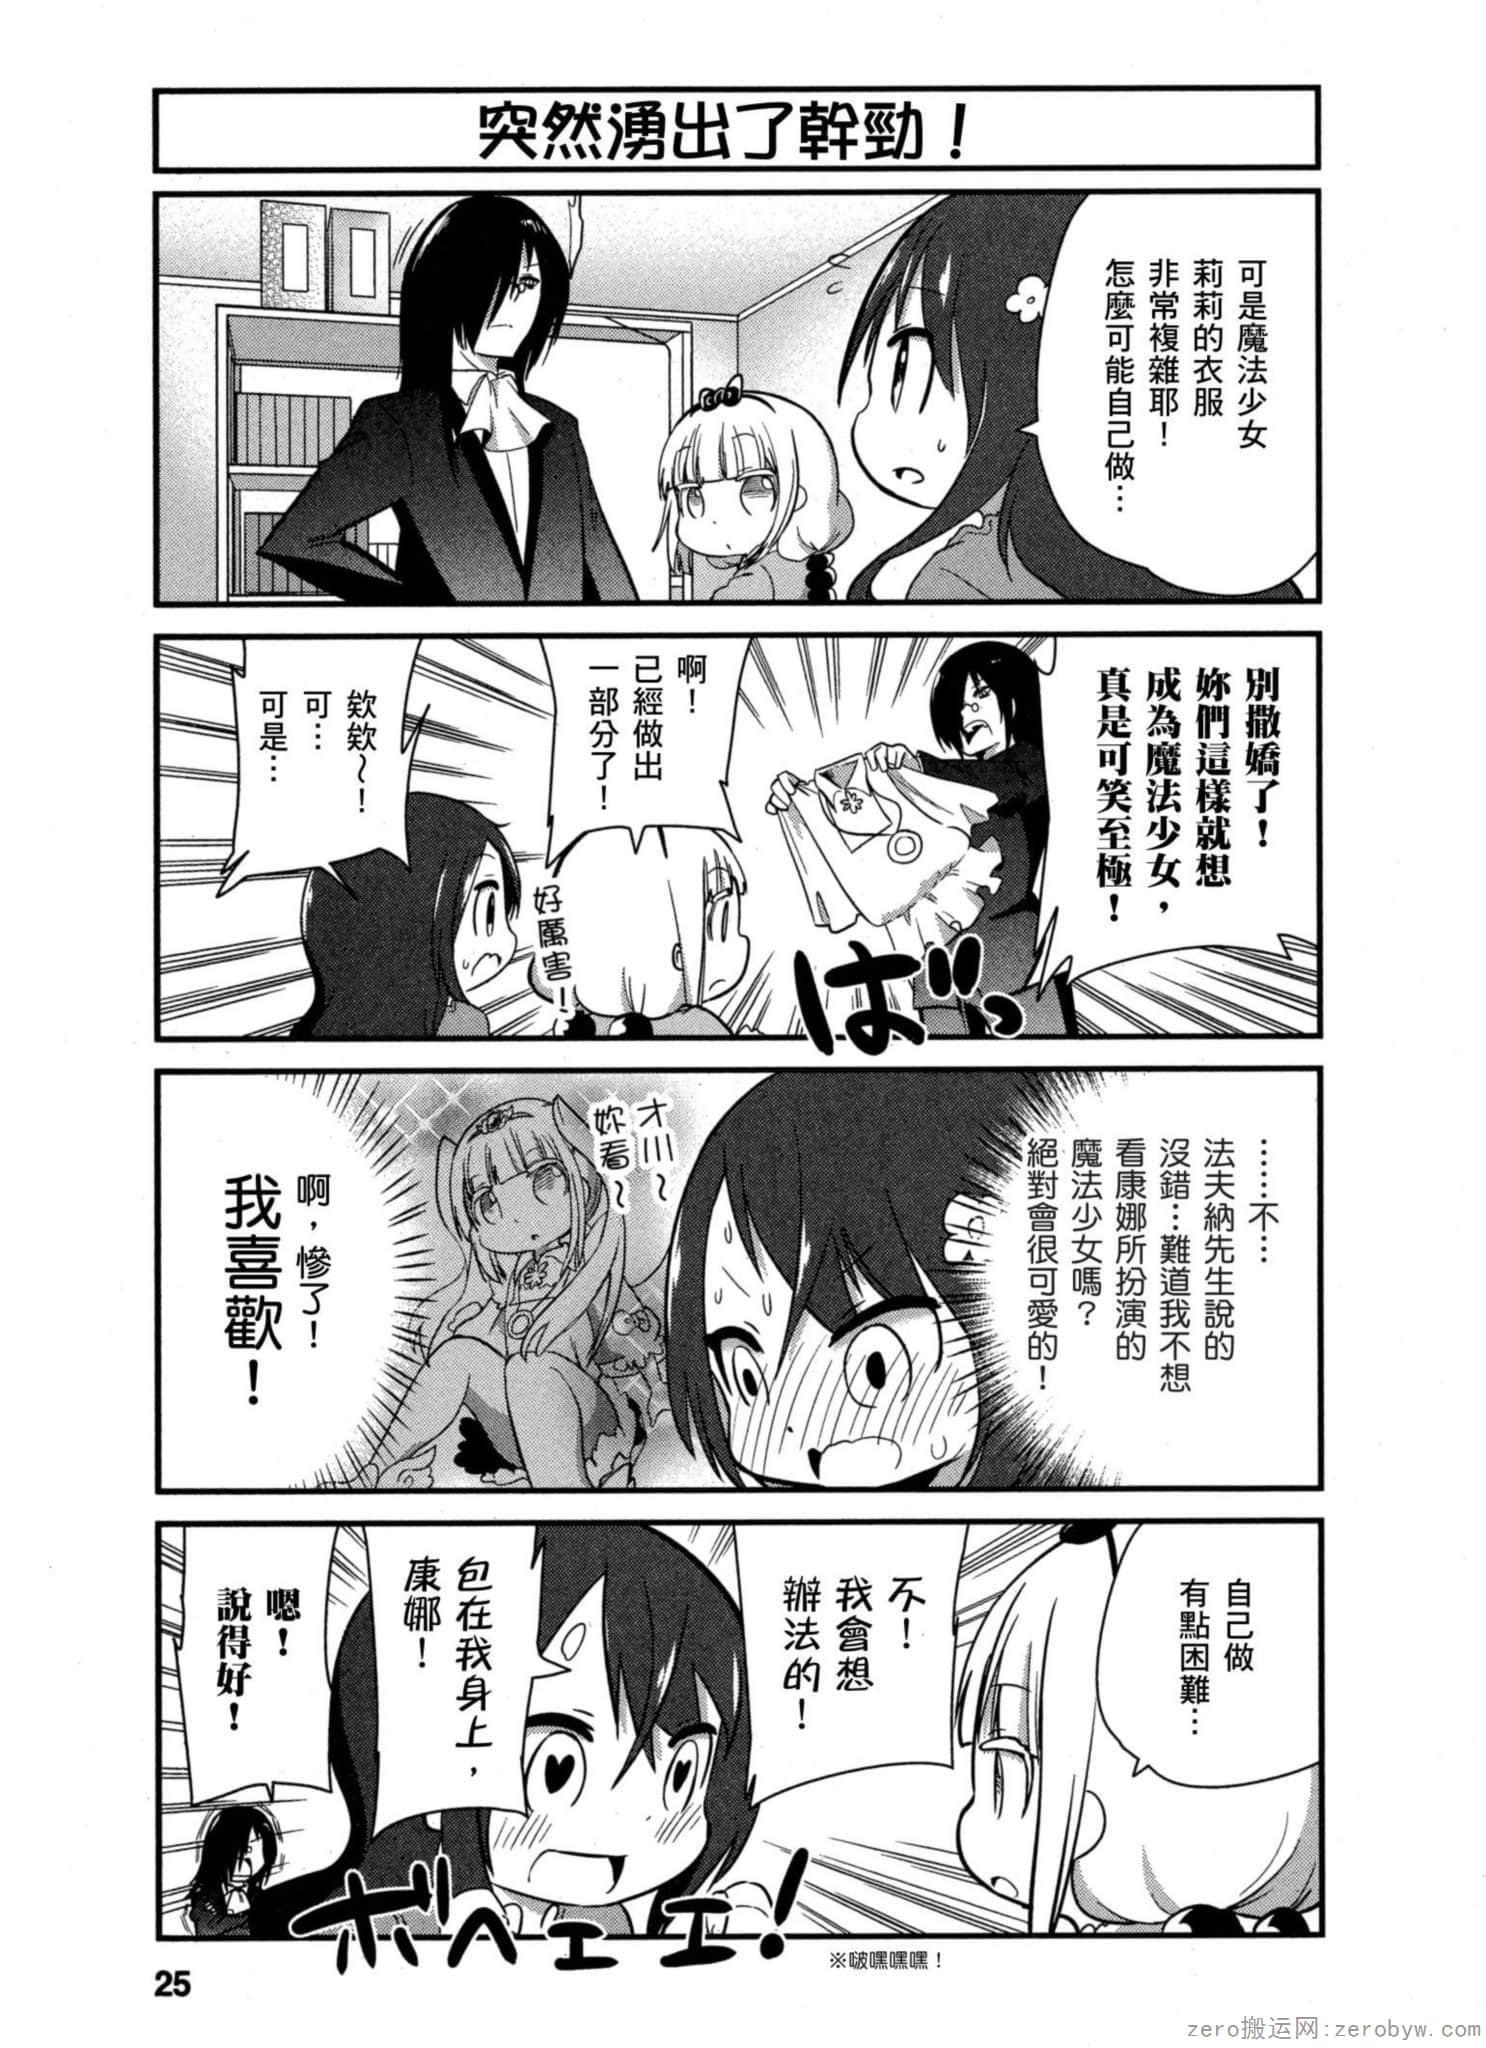 突然湧出了幹勁！
可是魔法少女
莉莉的衣服
非常複雜耶！
怎麼可能自己做…
別撒嬌了！
妳們這樣就想
成為魔法少女，
真是可笑至極！
ばっ
啊！
已經做出
一部分了！
好厲害！
欸欸～！
可…
可是…
……不…
法夫納先生說的
沒錯…難道我不想
看康娜所扮演的
魔法少女嗎？
絕對會很可愛的！
才川～
妳看～
啊，慘了！
我喜歡！
自己做
有點困難…
不！
我會想
辦法的！
包在我身上，
康娜！
嗯！
說得好！
ボヘェェ！
※啵嘿嘿嘿！
25
zero搬运网:zerobyw.com